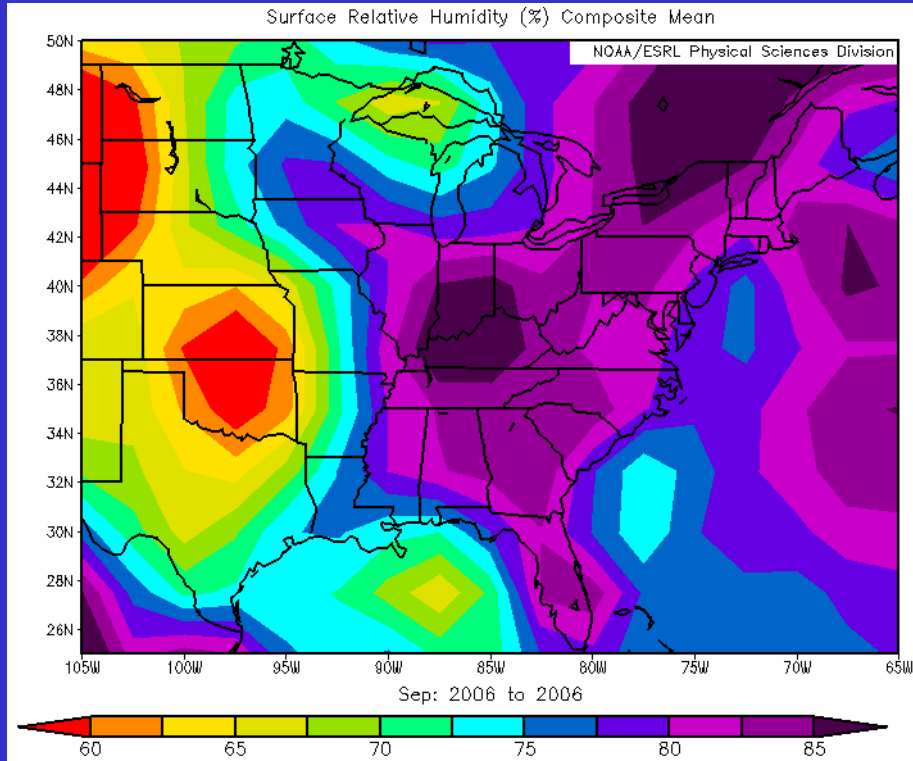 Surface Relative Humidity (%) Composite Mean
NOAA/ESRL Physical Sciences Division
50N
48N
46N
44N
42N
40N
38N
36N
34N
32N
30N
28N
26N
105W 100W 95W 90W 85W 80W 75W 70W 65W
Sep: 2006 to 2006
60 65 70 75 80 85